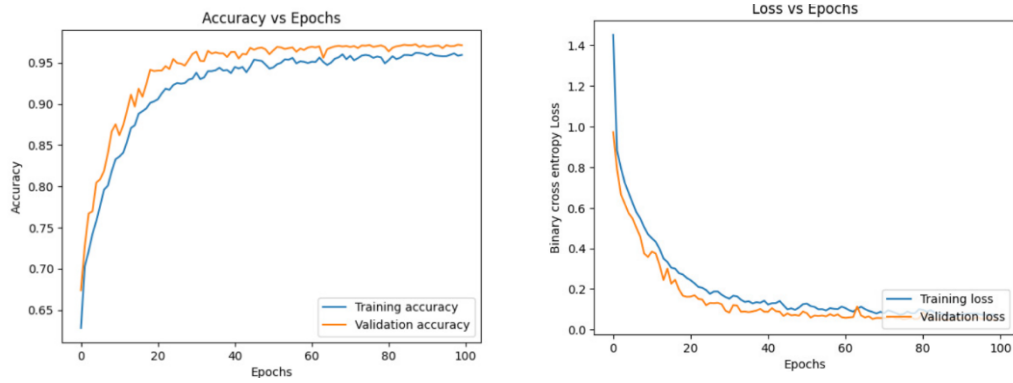 Accuracy vs Epochs
Accuracy
0.95
0.90
0.85
0.80
0.75
0.70
0.65
0
20
40
60
80
100
Epochs
Training accuracy
Validation accuracy
Loss vs Epochs
Binary cross entropy Loss
1.4
1.2
1.0
0.8
0.6
0.4
0.2
0.0
0
20
40
60
80
100
Epochs
Training loss
Validation loss